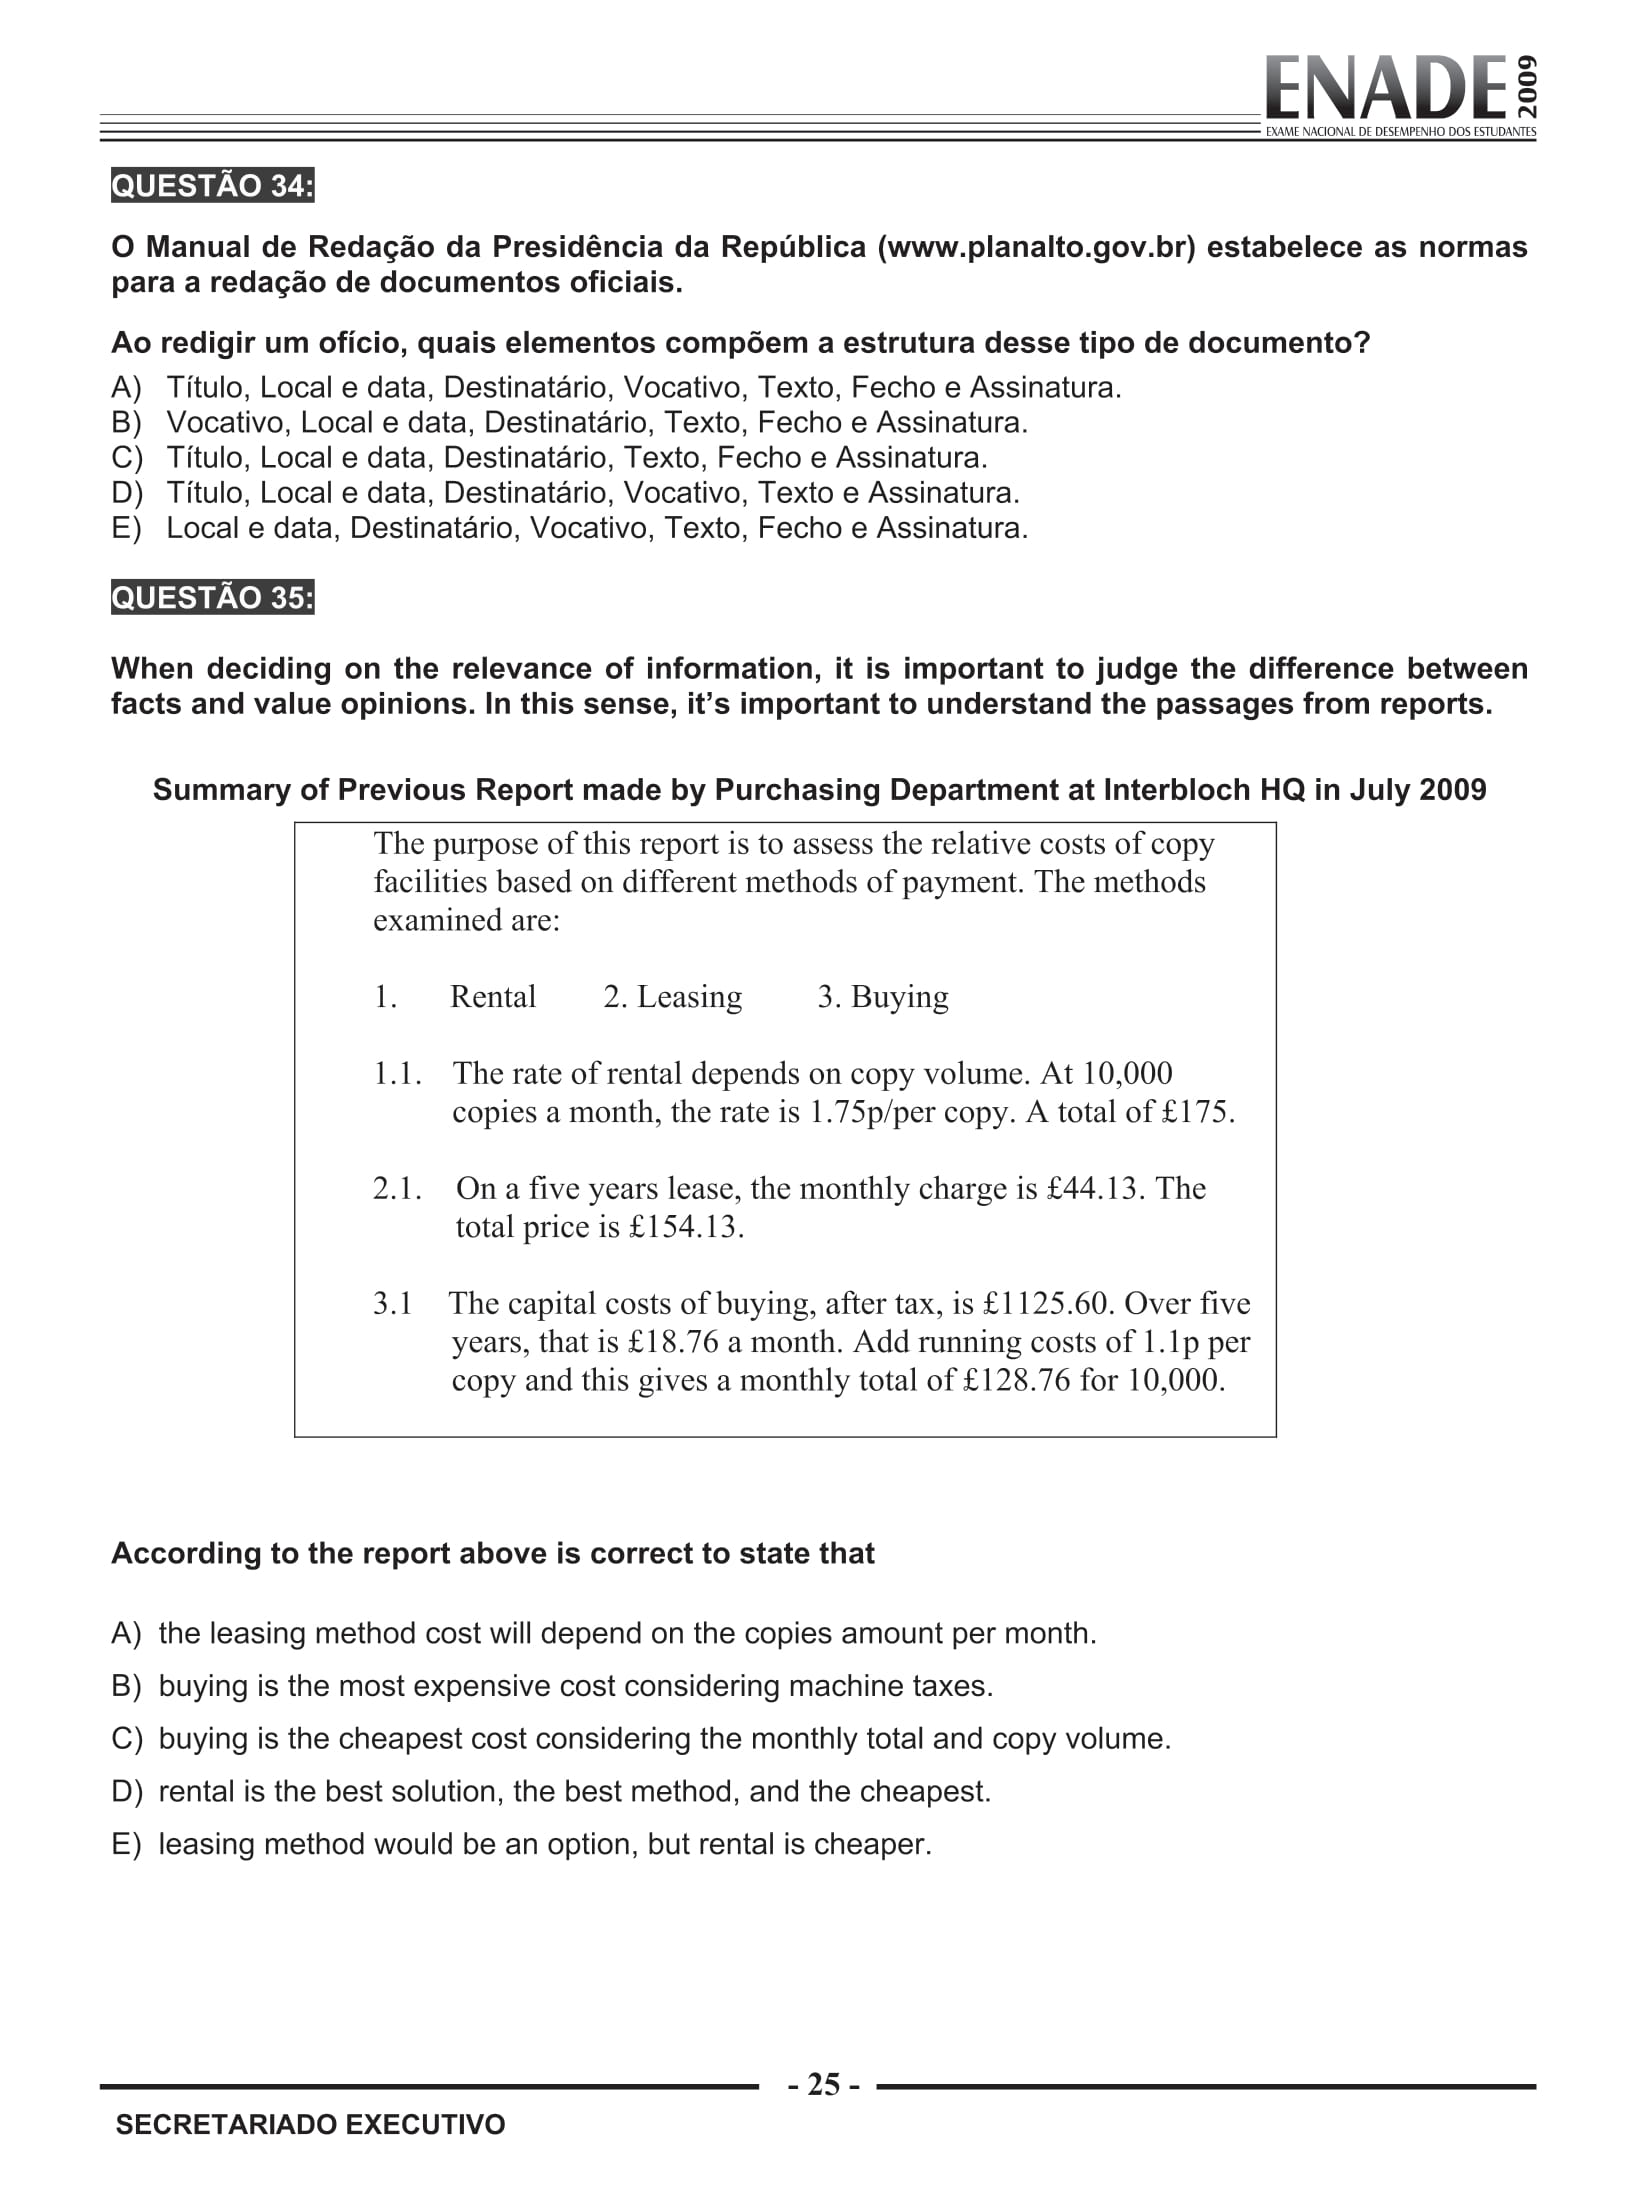 ENADE 2009
EXAME NACIONAL DE DESEMPENHO DOS ESTUDANTES
QUESTÃO 34:
O Manual de Redação da Presidência da República (www.planalto.gov.br) estabelece as normas
para a redação de documentos oficiais.
Ao redigir um ofício, quais elementos compõem a estrutura desse tipo de documento?
A) Título, Local e data, Destinatário, Vocativo, Texto, Fecho e Assinatura.
B) Vocativo, Local e data, Destinatário, Texto, Fecho e Assinatura.
C) Título, Local e data, Destinatário, Texto, Fecho e Assinatura.
D) Título, Local e data, Destinatário, Vocativo, Texto e Assinatura.
E) Local e data, Destinatário, Vocativo, Texto, Fecho e Assinatura.
QUESTÃO 35:
When deciding on the relevance of information, it is important to judge the difference between
facts and value opinions. In this sense, it’s important to understand the passages from reports.
Summary of Previous Report made by Purchasing Department at Interbloch HQ in July 2009
The purpose of this report is to assess the relative costs of copy
facilities based on different methods of payment. The methods
examined are:
1. Rental 2. Leasing 3. Buying
1.1. The rate of rental depends on copy volume. At 10,000
copies a month, the rate is 1.75p/per copy. A total of £175.
2.1. On a five years lease, the monthly charge is £44.13. The
total price is £154.13.
3.1 The capital costs of buying, after tax, is £1125.60. Over five
years, that is £18.76 a month. Add running costs of 1.1p per
copy and this gives a monthly total of £128.76 for 10,000.
According to the report above is correct to state that
A) the leasing method cost will depend on the copies amount per month.
B) buying is the most expensive cost considering machine taxes.
C) buying is the cheapest cost considering the monthly total and copy volume.
D) rental is the best solution, the best method, and the cheapest.
E) leasing method would be an option, but rental is cheaper.
- 25 -
SECRETARIADO EXECUTIVO